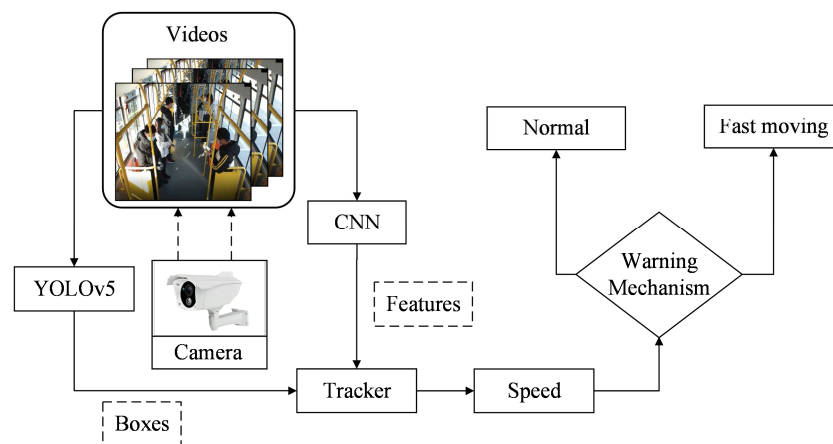 Videos
Normal
Fast moving
CNN
Warning
Mechanism
YOLOv5
Features
Camera
Tracker
Speed
Boxes